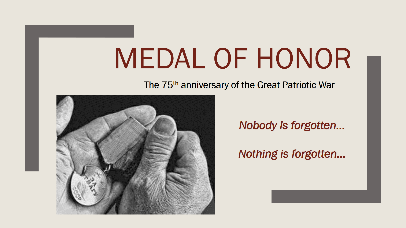 MEDAL OF HONOR
The 75th anniversary of the Great Patriotic War
Nobody is forgotten...
Nothing is forgotten...